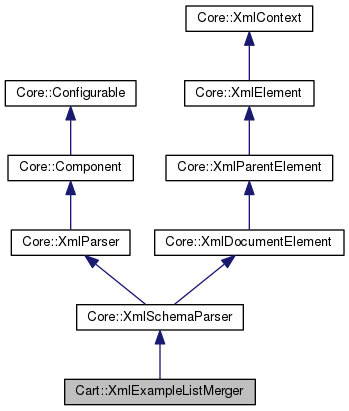 Core::XmlContext
Core::Configurable
Core::XmlElement
Core::Component
Core::XmlParentElement
Core::XmlParser
Core::XmlDocumentElement
Core::XmlSchemaParser
Cart::XmlExampleListMerger